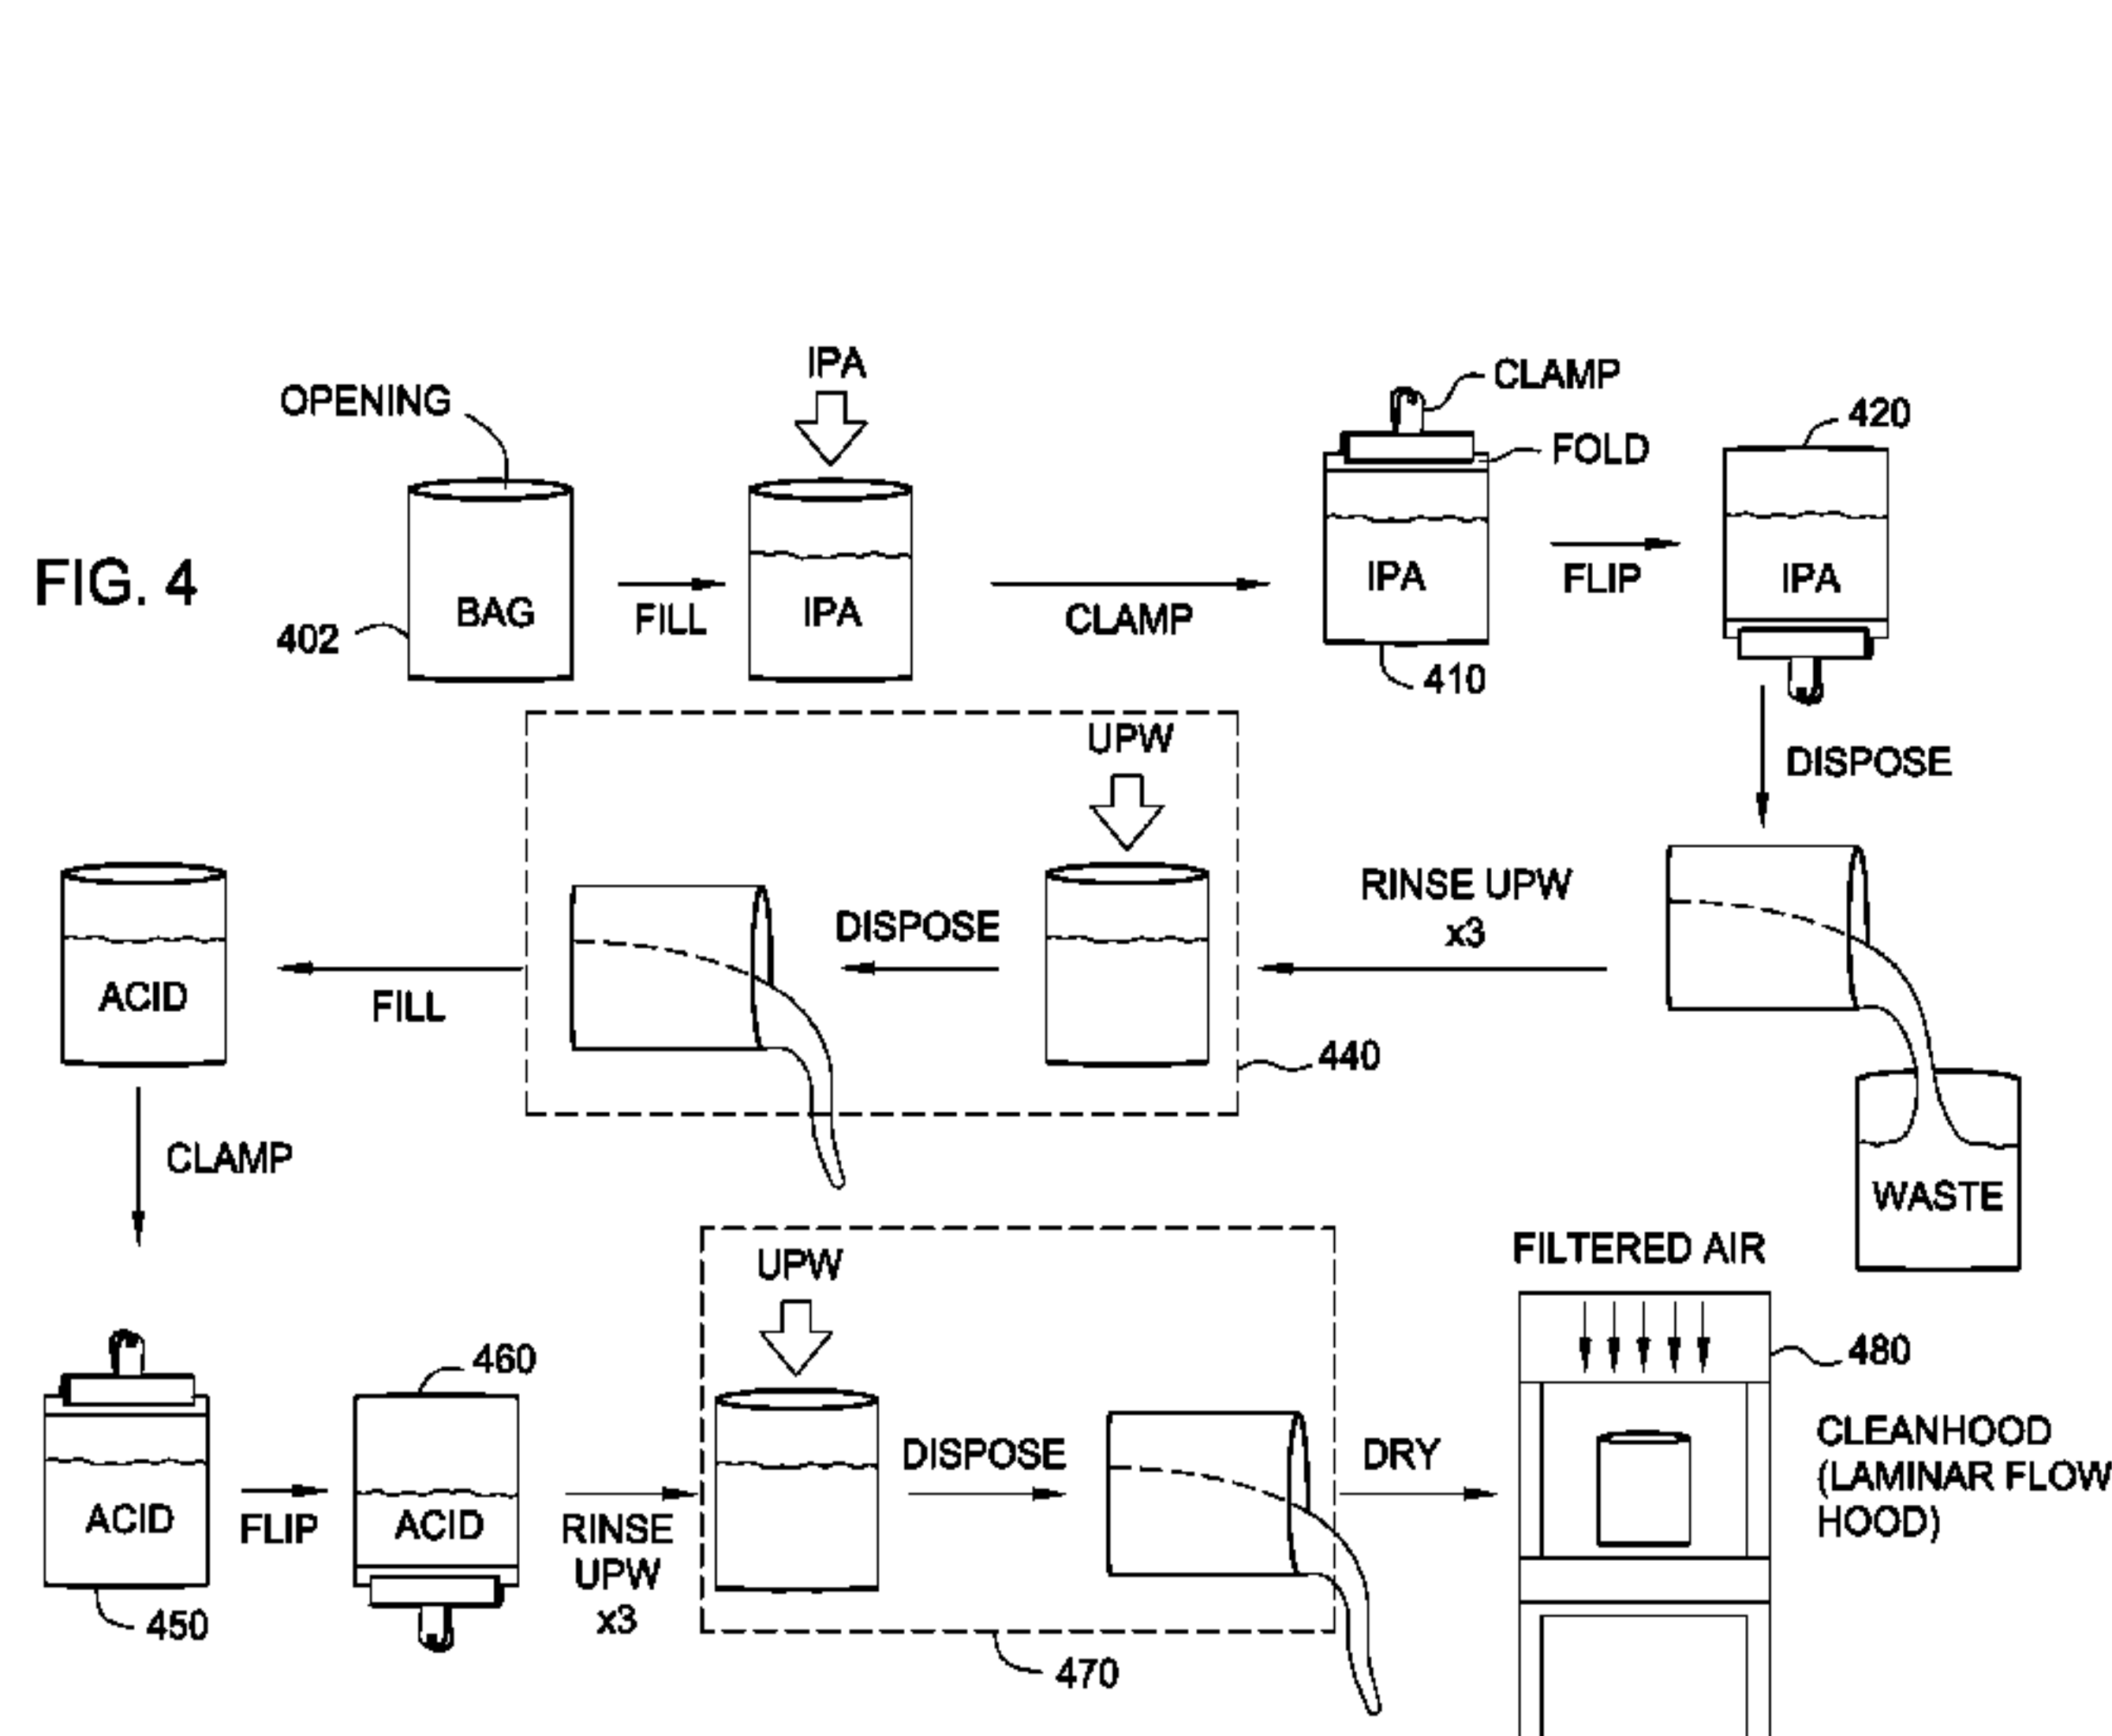 IPA
CLAMP
OPENING
420
FOLD
FIG. 4
BAG
IPA
IPA
IPA
FILL
CLAMP
FLIP
402
410
UPW
DISPOSE
RINSE UPW
x3
DISPOSE
ACID
FILL
440
CLAMP
WASTE
FILTERED AIR
UPW
460
480
CLEANHOOD
(LAMINAR FLOW
HOOD)
DISPOSE
DRY
ACID
FLIP
ACID
RINSE
UPW
x3
450
470